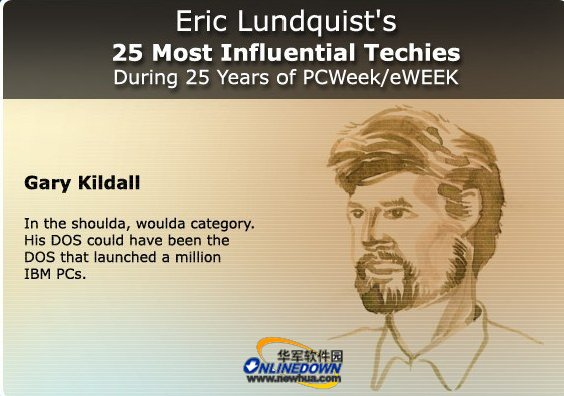 Eric Lundquist's
25 Most Influential Techies
During 25 Years of PCWeek/eWEEK
Gary Kildall
In the shoulda, woulda category.
His DOS could have been the
DOS that launched a million
IBM PCs.
华军软件园
ONLINEDOWN
www.newhua.com